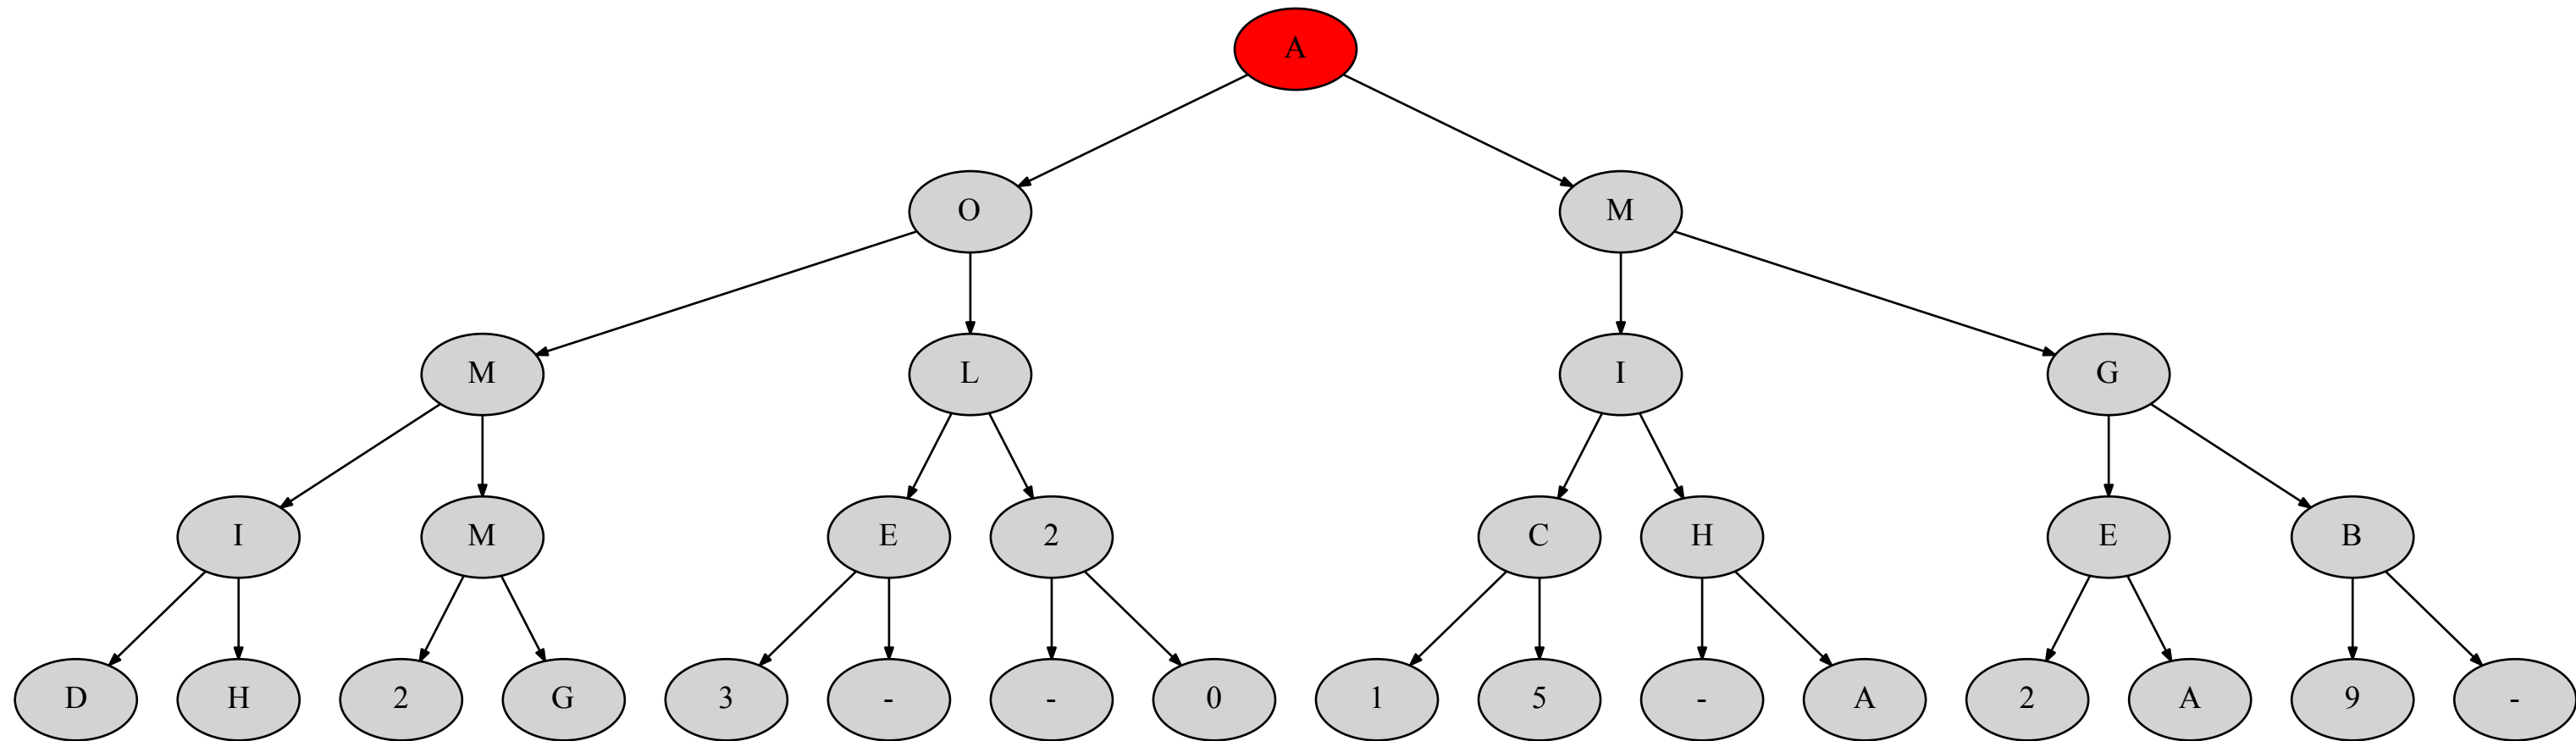 A
O M
M L I G
I M E 2 C H E B
D H 2 G 3 - - 0 1 5 - A 2 A 9 -